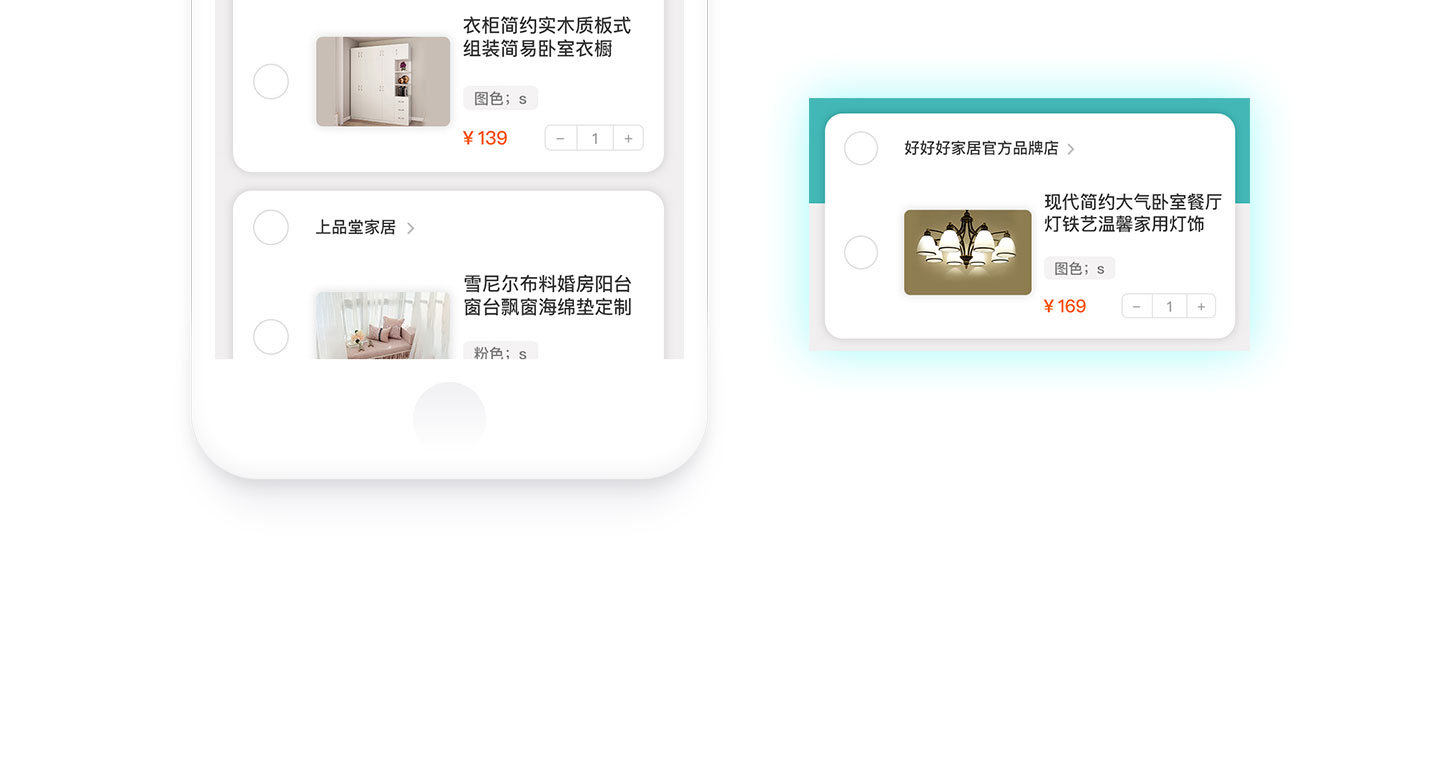 衣柜简约实木质板式
组装简易卧室衣橱
图色；s
¥ 139
− 1 +
上品堂家居 >
雪尼尔布料婚房阳台
窗台飘窗海绵垫定制
粉色；s
好好好家居官方品牌店 >
现代简约大气卧室餐厅
灯铁艺温馨家用灯饰
图色；s
¥ 169
− 1 +